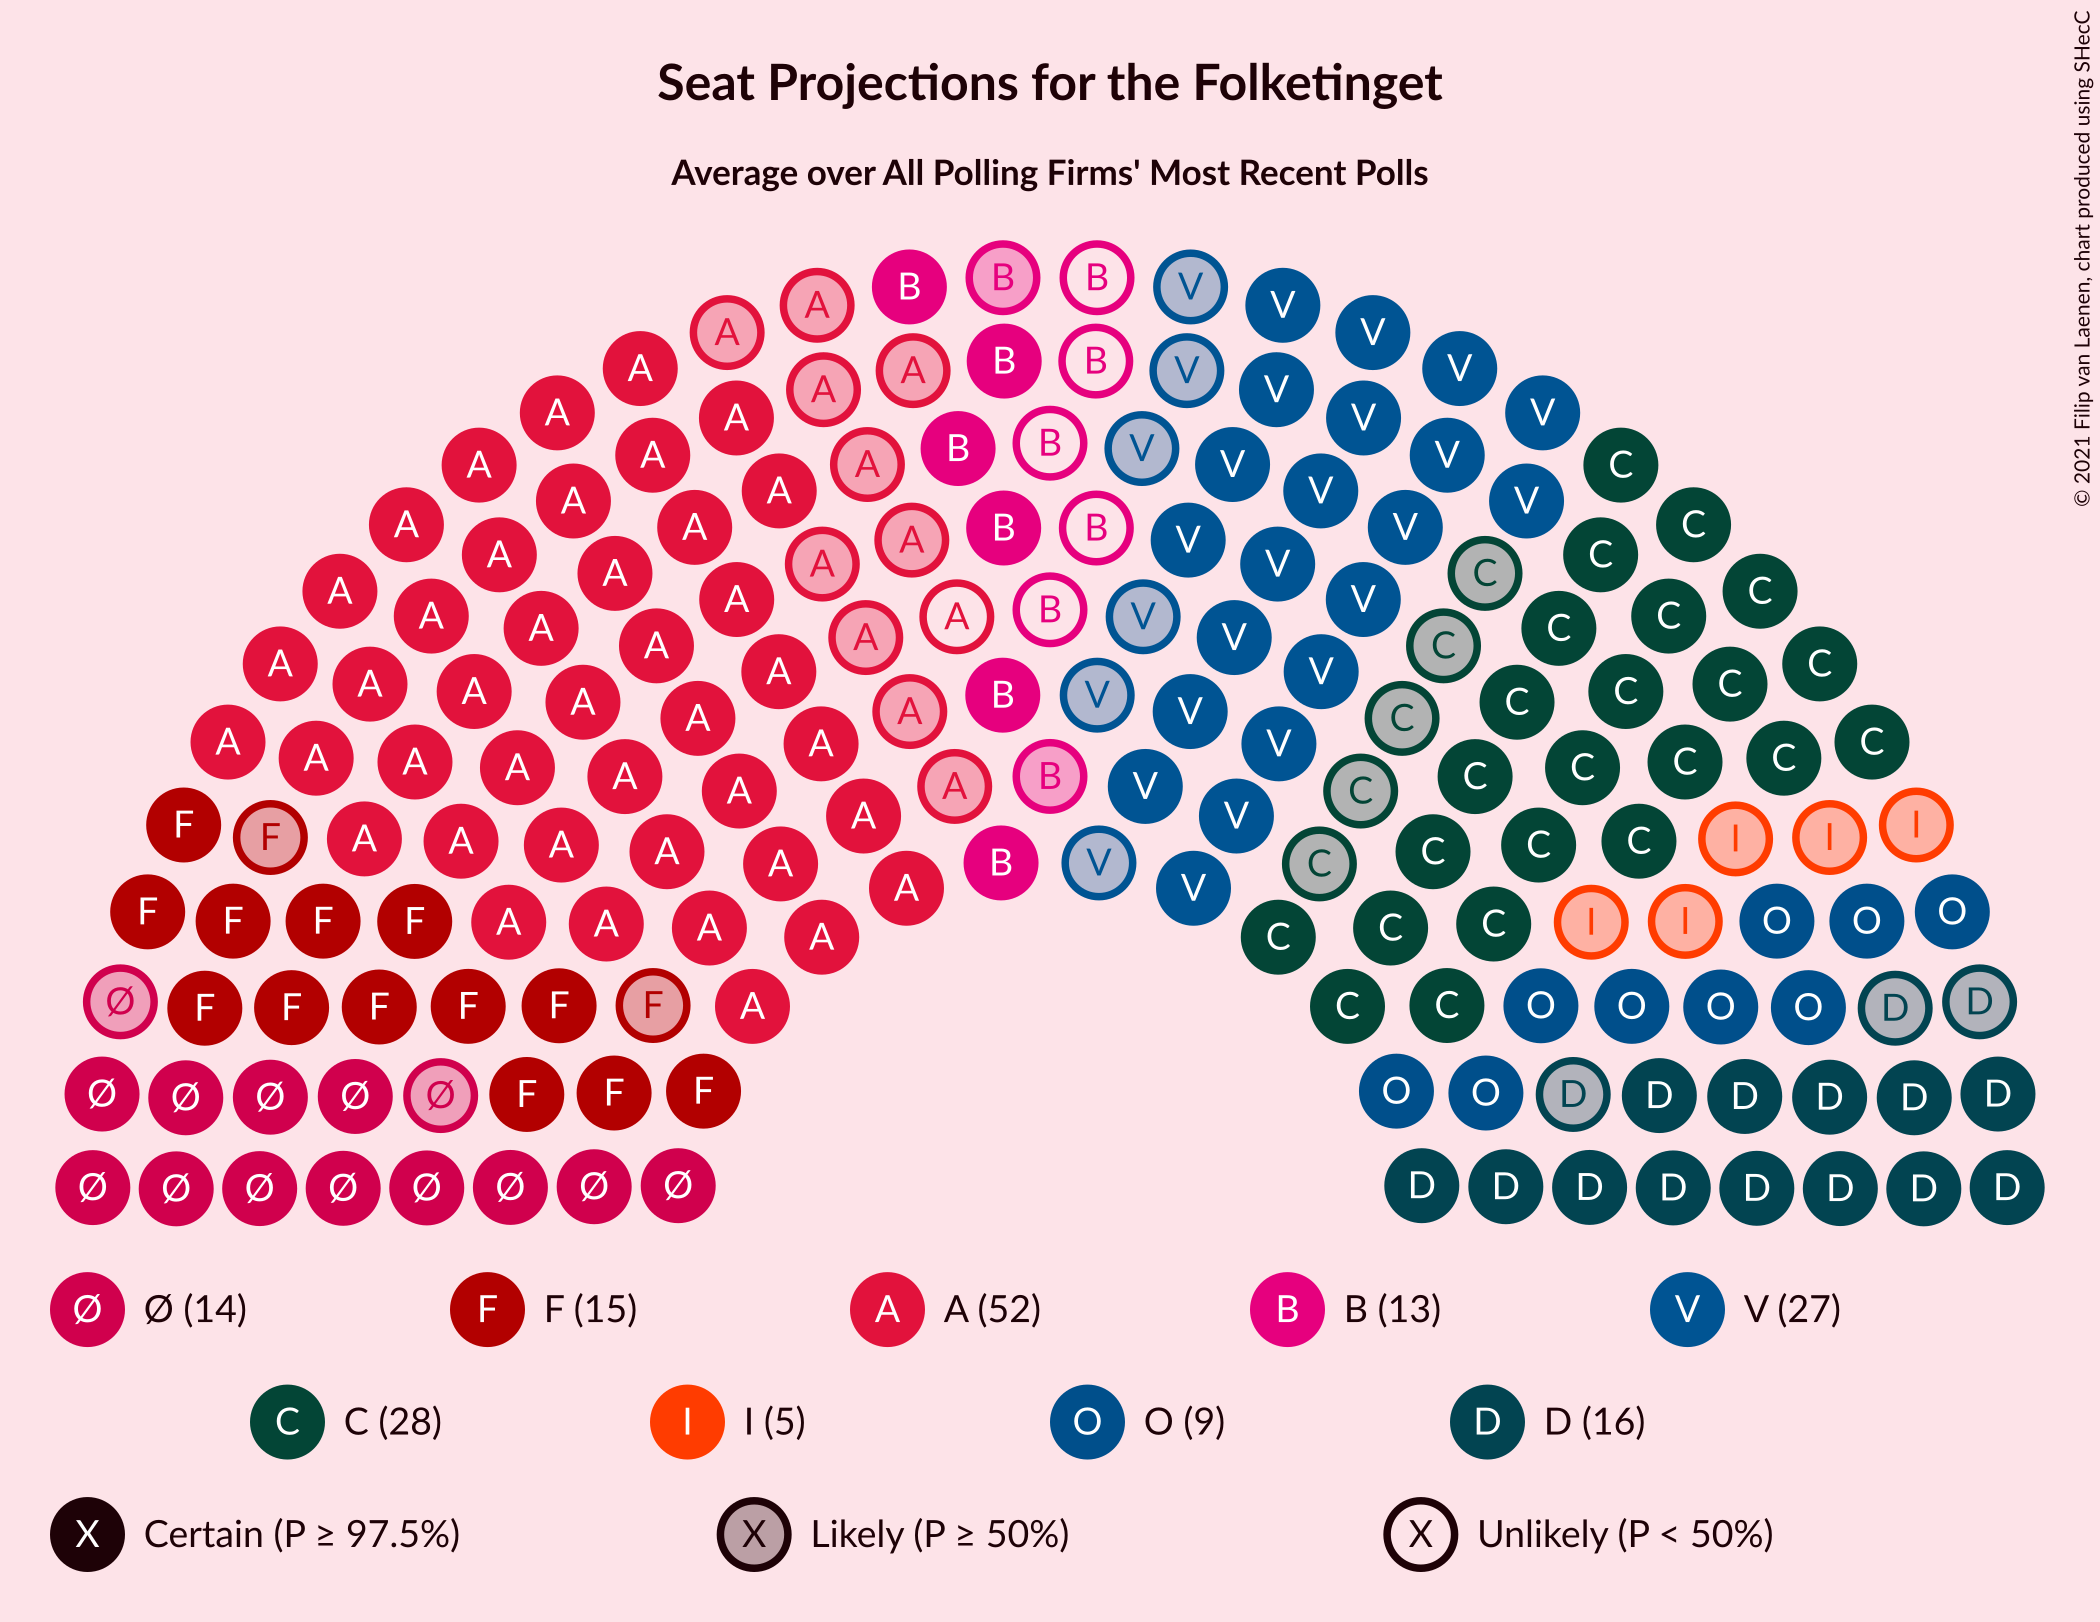 Seat Projections for the Folketinget
Average over All Polling Firms' Most Recent Polls
© 2021 Filip van Laenen, chart produced using SHecC
A B B B V V
A A A B B V V V
A A A V V V
A A A B B V V V C
A A A A B B V V V C
A A A A V V C C
A A A A A A B V V V C C C
A A A A A V C C C C
A A A B V V C C
A A A A A A A A B V V C C C C C C
F F A A A A A A B V V C C C C I I I
F F F F A A A A A V C C C I I O O O
Ø F F F F F F A C C O O O O D D
Ø Ø Ø Ø Ø F F F O O D D D D D D
Ø Ø Ø Ø Ø Ø Ø Ø D D D D D D D D
Ø Ø (14) F F (15) A A (52) B B (13) V V (27)
C C (28) I I (5) O O (9) D D (16)
X Certain (P ≥ 97.5%) X Likely (P ≥ 50%) X Unlikely (P < 50%)